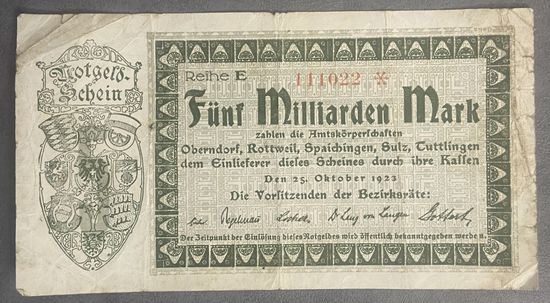 Notgeld-
Schein
Reihe E 111022 *
Fünf Milliarden Mark
zahlen die Amtskörperschaften
Oberndorf, Rottweil, Spaichingen, Sulz, Tuttlingen
dem Einlieferer dieses Scheines durch ihre Kassen
Den 25. Oktober 1923
Die Vorsitzenden der Bezirksräte:
Der Zeitpunkt der Einlösung dieses Notgeldes wird öffentlich bekanntgegeben werden.